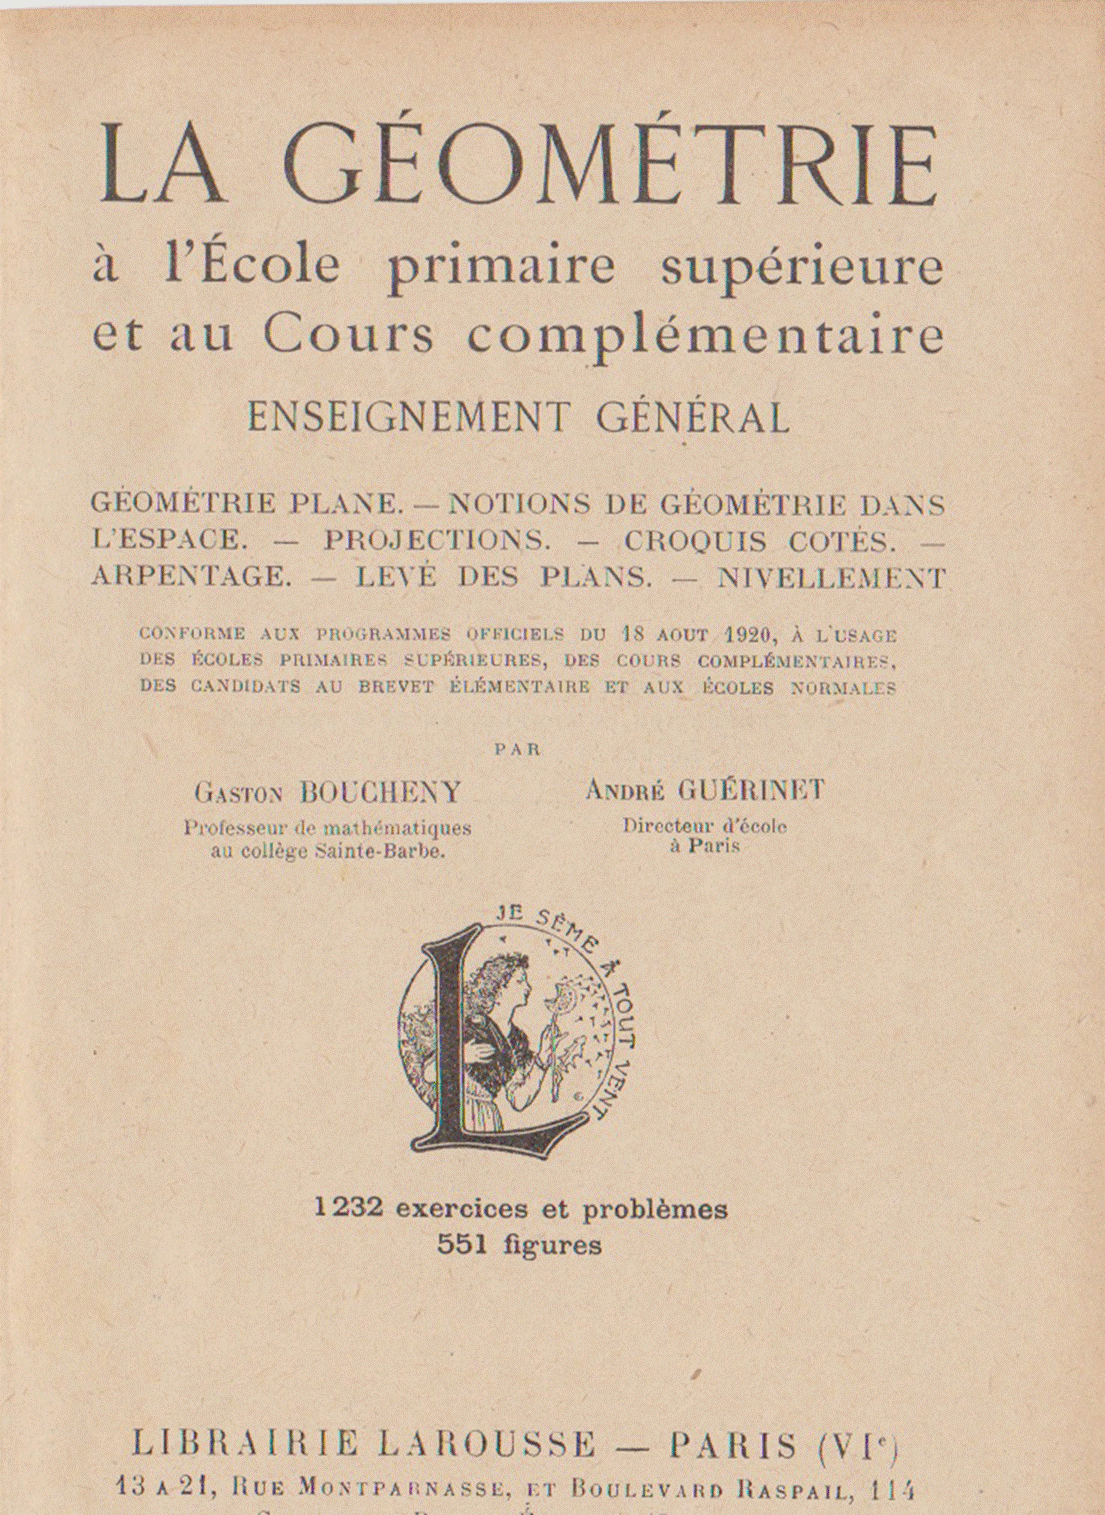 LA GÉOMÉTRIE
à l'École primaire supérieure
et au Cours complémentaire
ENSEIGNEMENT GÉNÉRAL
GÉOMÉTRIE PLANE. — NOTIONS DE GÉOMÉTRIE DANS
L'ESPACE. — PROJECTIONS. — CROQUIS COTÉS. —
ARPENTAGE. — LEVÉ DES PLANS. — NIVELLEMENT
CONFORME AUX PROGRAMMES OFFICIELS DU 18 AOUT 1920, À L'USAGE
DES ÉCOLES PRIMAIRES SUPÉRIEURES, DES COURS COMPLÉMENTAIRES,
DES CANDIDATS AU BREVET ÉLÉMENTAIRE ET AUX ÉCOLES NORMALES
PAR
GASTON BOUCHENY
Professeur de mathématiques
au collège Sainte-Barbe.
ANDRÉ GUÉRINET
Directeur d'école
à Paris
JE SÈME À TOUT VENT
L
1232 exercices et problèmes
551 figures
LIBRAIRIE LAROUSSE — PARIS (VIe)
13 A 21, RUE MONTPARNASSE, ET BOULEVARD RASPAIL, 114